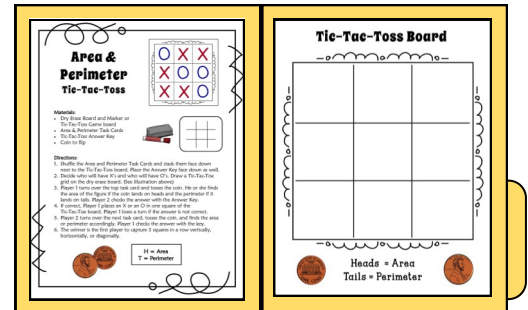 Area &
Perimeter
Tic-Tac-Toss
O X X
X O O
X X O
Materials:
• Dry Erase Board and Marker or
Tic-Tac-Toss Game board
• Area & Perimeter Task Cards
• Tic-Tac-Toss Answer Key
• Coin to flip
Directions:
1. Shuffle the Area and Perimeter Task Cards and stack them face down
next to the Tic-Tac-Toss board. Place the Answer Key face down as well.
2. Decide who will have X's and who will have O's. Draw a Tic-Tac-Toe
grid on the dry erase board. (See illustration above)
3. Player 1 turns over the top task card and tosses the coin. He or she finds
the area of the figure if the coin lands on heads and the perimeter if it
lands on tails. Player 2 checks the answer with the Answer Key.
4. If correct, Player 1 places an X or an O in one square of the
Tic-Tac-Toss board. Player 1 loses a turn if the answer is not correct.
5. Player 2 turns over the next task card, tosses the coin, and finds the area
or perimeter accordingly. Player 1 checks the answer with the key.
6. The winner is the first player to capture 3 squares in a row vertically,
horizontally, or diagonally.
H = Area
T = Perimeter
Tic-Tac-Toss Board
Heads = Area
Tails = Perimeter